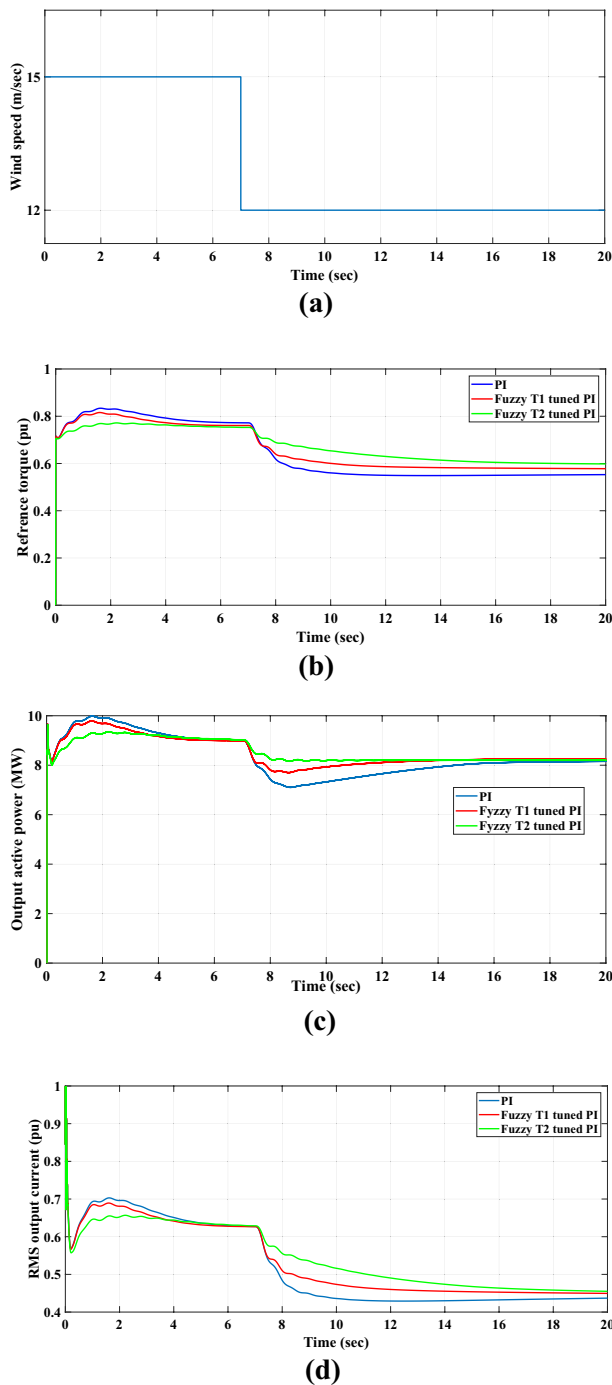 Wind speed (m/sec)
15
12
0 2 4 6 8 10 12 14 16 18 20
Time (sec)
(a)
Refrence torque (pu)
1
0.8
0.6
0.4
0.2
0
PI
Fuzzy T1 tuned PI
Fuzzy T2 tuned PI
0 2 4 6 8 10 12 14 16 18 20
Time (sec)
(b)
Output active power (MW)
10
8
6
4
2
0
PI
Fyzzy T1 tuned PI
Fyzzy T2 tuned PI
0 2 4 6 8 10 12 14 16 18 20
Time (sec)
(c)
RMS output current (pu)
1
0.9
0.8
0.7
0.6
0.5
0.4
PI
Fuzzy T1 tuned PI
Fuzzy T2 tuned PI
0 2 4 6 8 10 12 14 16 18 20
Time (sec)
(d)